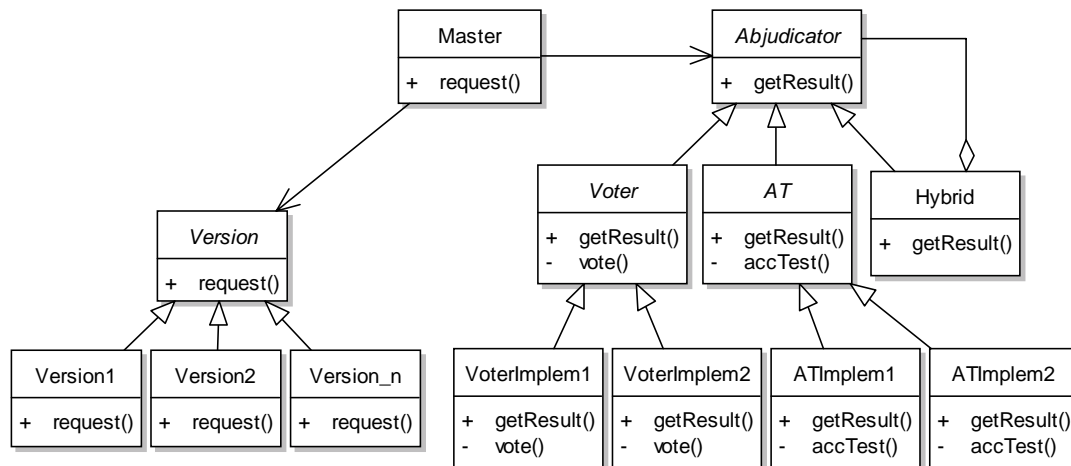 Master
+ request()
Abjudicator
+ getResult()
Voter
+ getResult()
- vote()
AT
+ getResult()
- accTest()
Hybrid
+ getResult()
Version
+ request()
Version1
+ request()
Version2
+ request()
Version_n
+ request()
VoterImplem1
+ getResult()
- vote()
VoterImplem2
+ getResult()
- vote()
ATImplem1
+ getResult()
- accTest()
ATImplem2
+ getResult()
- accTest()